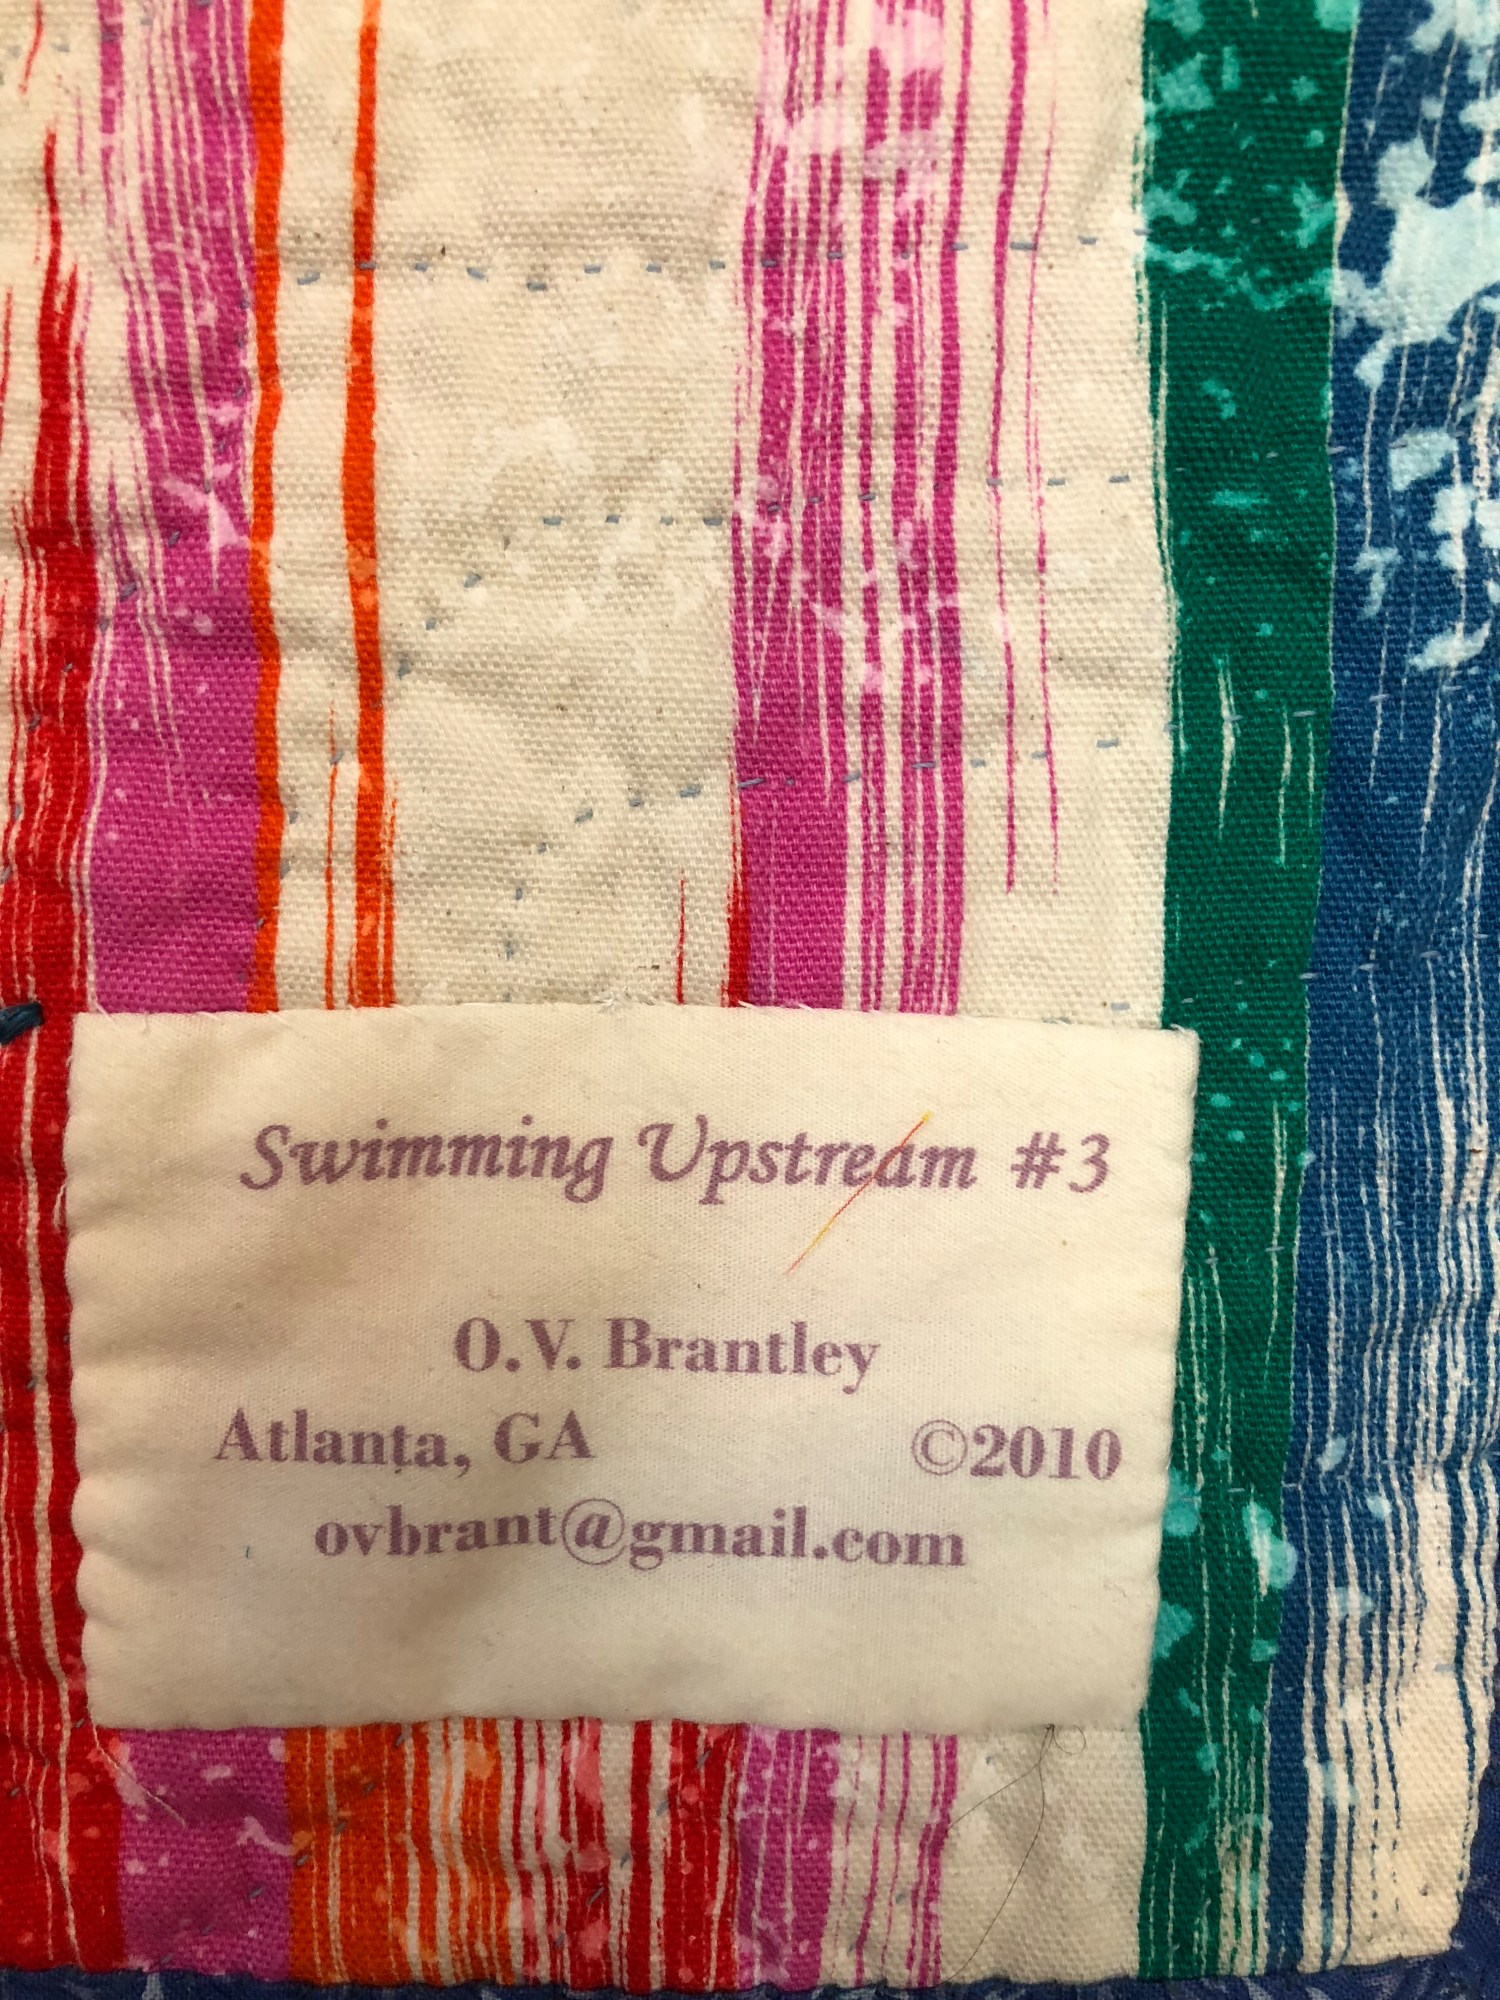 Swimming Upstream #3
O.V. Brantley
Atlanta, GA ©2010
ovbrant@gmail.com